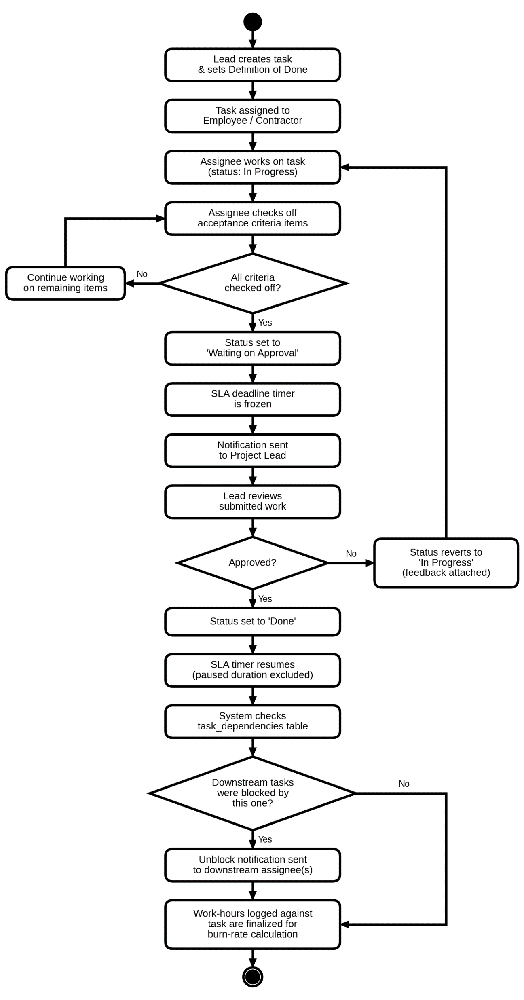 Lead creates task
& sets Definition of Done
Task assigned to
Employee / Contractor
Assignee works on task
(status: In Progress)
Assignee checks off
acceptance criteria items
All criteria
checked off?
No
Continue working
on remaining items
Yes
Status set to
'Waiting on Approval'
SLA deadline timer
is frozen
Notification sent
to Project Lead
Lead reviews
submitted work
Approved?
No
Status reverts to
'In Progress'
(feedback attached)
Yes
Status set to 'Done'
SLA timer resumes
(paused duration excluded)
System checks
task_dependencies table
Downstream tasks
were blocked by
this one?
No
Yes
Unblock notification sent
to downstream assignee(s)
Work-hours logged against
task are finalized for
burn-rate calculation